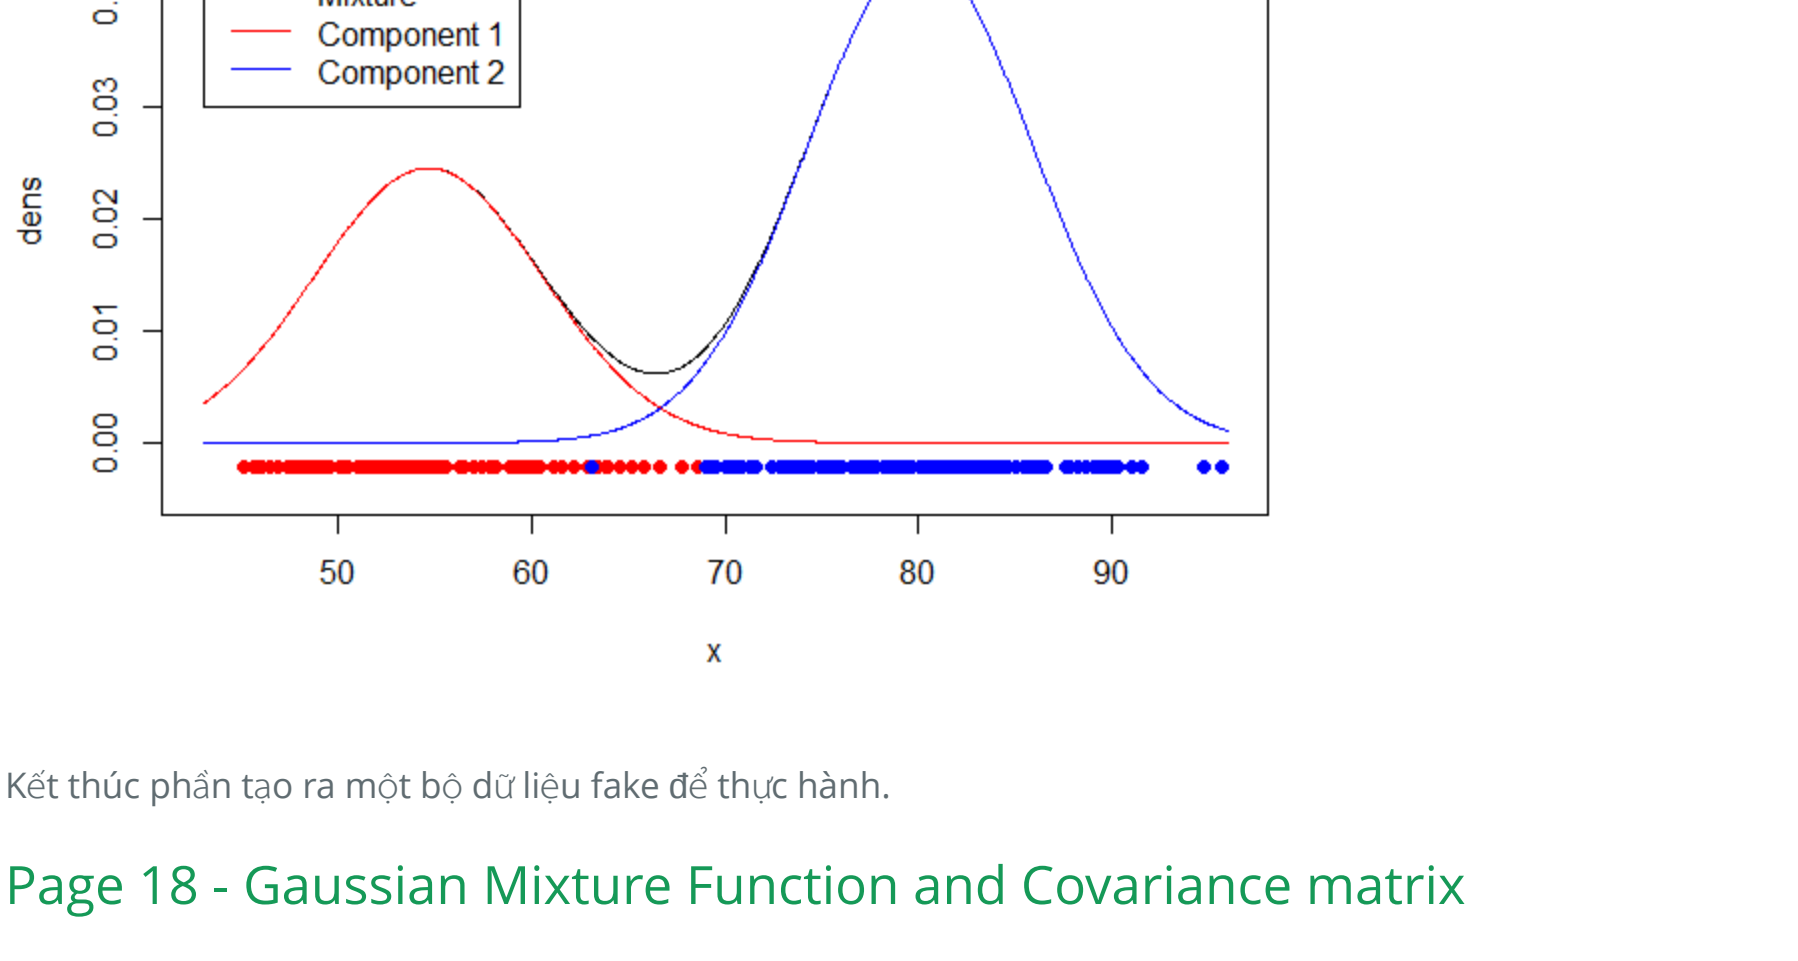 Mixture
Component 1
Component 2
0.03
0.02
0.01
0.00
dens
50 60 70 80 90
x
Kết thúc phần tạo ra một bộ dữ liệu fake để thực hành.
Page 18 - Gaussian Mixture Function and Covariance matrix